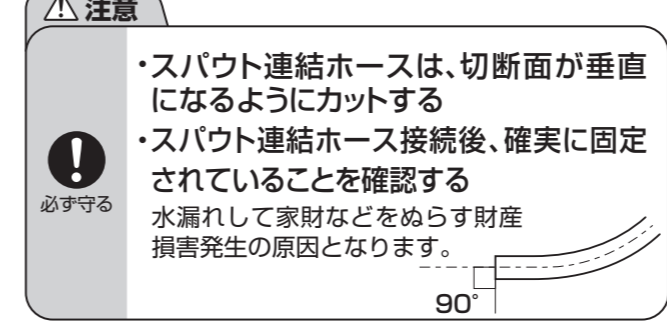 注意
・スパウト連結ホースは、切断面が垂直
になるようにカットする
・スパウト連結ホース接続後、確実に固定
されていることを確認する
必ず守る
水漏れして家財などをぬらす財産
損害発生の原因となります。
90°